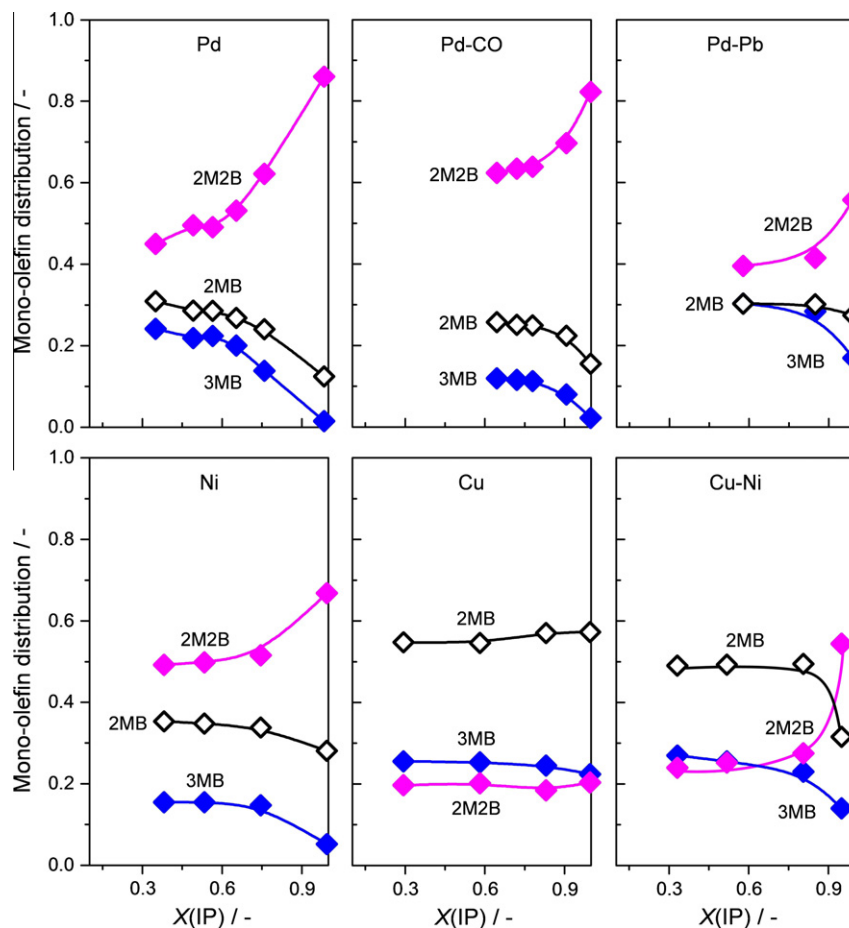 Mono-olefin distribution / -
1.0
0.8
0.6
0.4
0.2
0.0
Pd
2M2B
2MB
3MB
Pd-CO
2M2B
2MB
3MB
Pd-Pb
2M2B
2MB
3MB
Mono-olefin distribution / -
1.0
0.8
0.6
0.4
0.2
0.0
Ni
2M2B
2MB
3MB
Cu
2MB
3MB
2M2B
Cu-Ni
2MB
2M2B
3MB
0.3 0.6 0.9
0.3 0.6 0.9
0.3 0.6 0.9
X(IP) / -
X(IP) / -
X(IP) / -